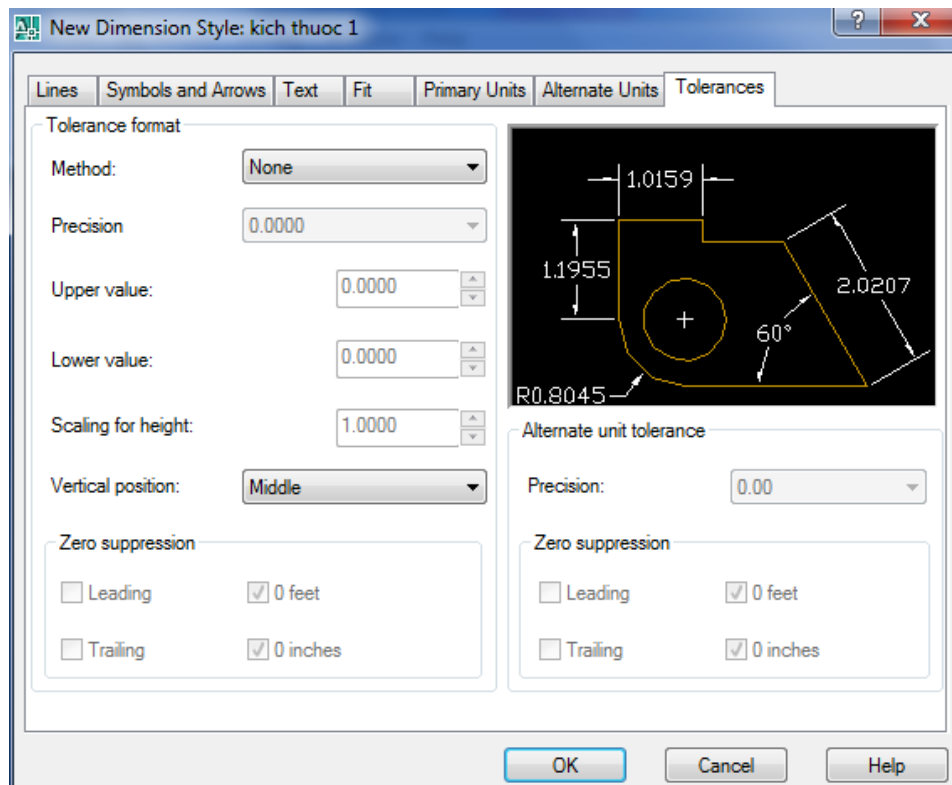 New Dimension Style: kich thuoc 1
Lines Symbols and Arrows Text Fit Primary Units Alternate Units Tolerances
Tolerance format
Method: None
Precision 0.0000
Upper value: 0.0000
Lower value: 0.0000
Scaling for height: 1.0000
Vertical position: Middle
Zero suppression
Leading 0 feet
Trailing 0 inches
1.0159
1.1955
2.0207
60°
R0.8045
Alternate unit tolerance
Precision: 0.00
Zero suppression
Leading 0 feet
Trailing 0 inches
OK Cancel Help